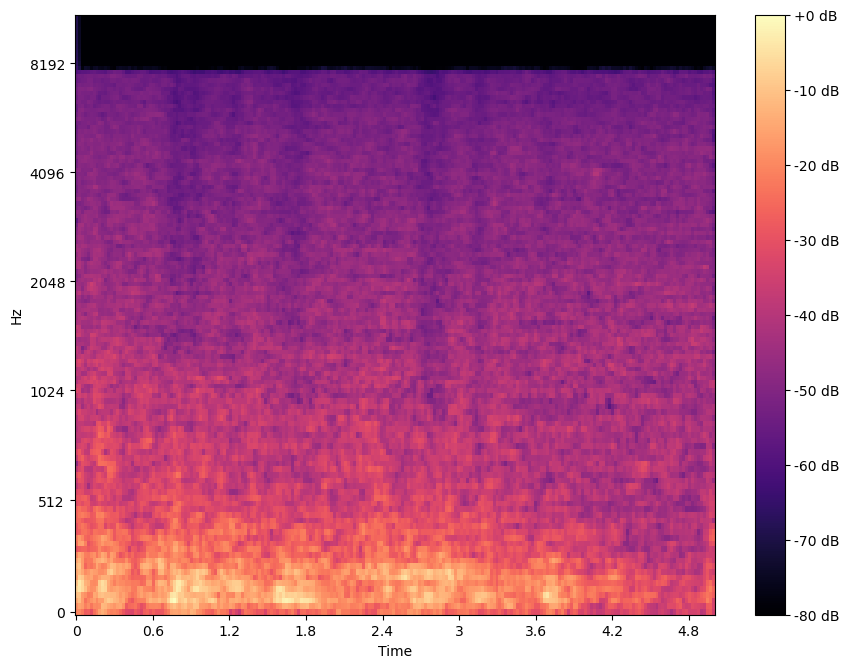 +0 dB
8192
-10 dB
4096
-20 dB
-30 dB
2048
Hz
-40 dB
1024
-50 dB
512
-60 dB
-70 dB
0
-80 dB
0 0.6 1.2 1.8 2.4 3 3.6 4.2 4.8
Time